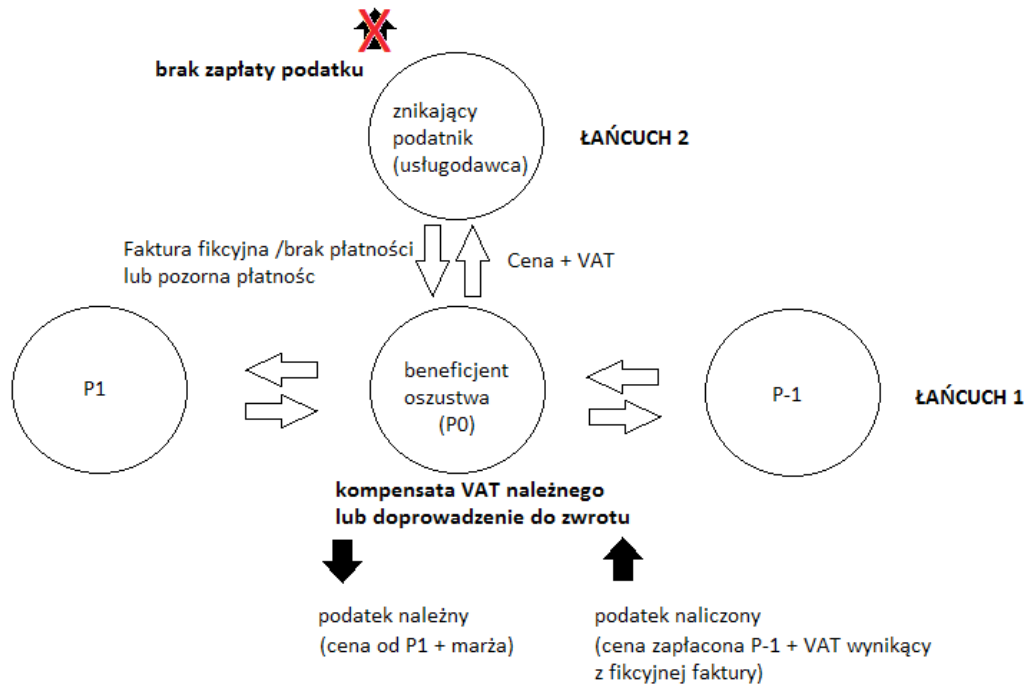 brak zapłaty podatku
znikający
podatnik
(usługodawca)
ŁAŃCUCH 2
Faktura fikcyjna /brak płatności
lub pozorna płatnośc
Cena + VAT
P1
beneficjent
oszustwa
(P0)
P-1
ŁAŃCUCH 1
kompensata VAT należnego
lub doprowadzenie do zwrotu
podatek należny
(cena od P1 + marża)
podatek naliczony
(cena zapłacona P-1 + VAT wynikący
z fikcyjnej faktury)